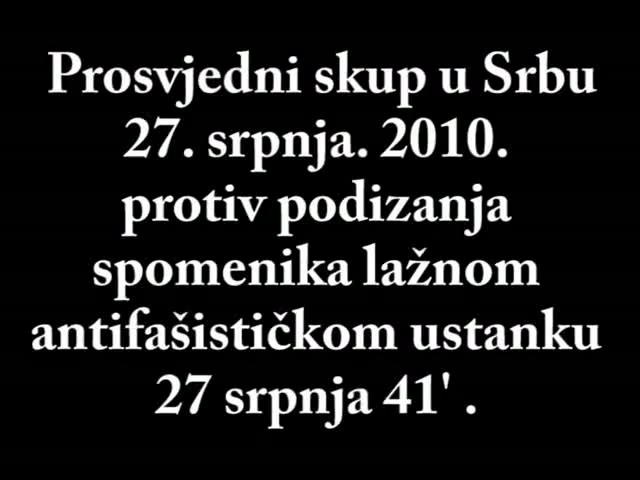 Prosvjedni skup u Srbu
27. srpnja. 2010.
protiv podizanja
spomenika lažnom
antifašističkom ustanku
27 srpnja 41' .